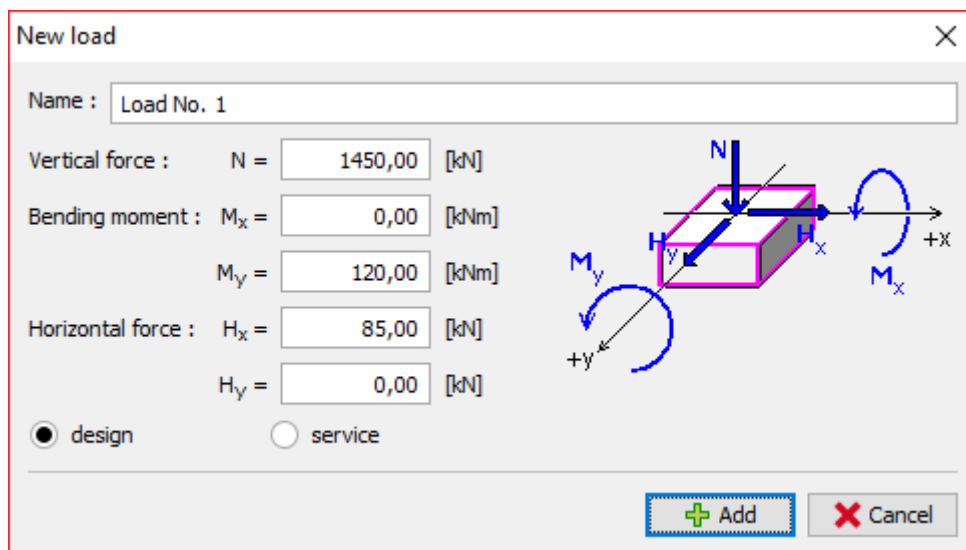 New load
Name : Load No. 1
Vertical force : N = 1450,00 [kN]
Bending moment : Mx = 0,00 [kNm]
My = 120,00 [kNm]
Horizontal force : Hx = 85,00 [kN]
Hy = 0,00 [kN]
design service
N
Hy Hx +x
My Mx
+y
Add Cancel